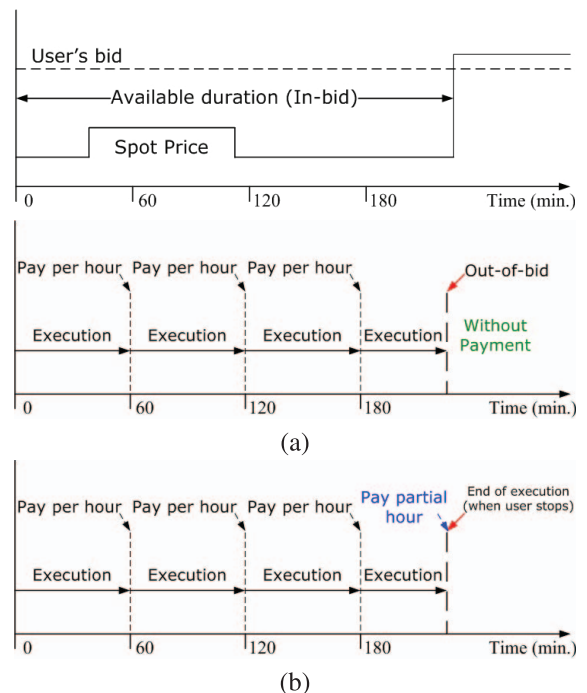 User's bid
Available duration (In-bid)
Spot Price
0 60 120 180 Time (min.)
Pay per hour Pay per hour Pay per hour Out-of-bid
Execution Execution Execution Execution
Without
Payment
0 60 120 180 Time (min.)
(a)
Pay per hour Pay per hour Pay per hour Pay partial
hour
End of execution
(when user stops)
Execution Execution Execution Execution
0 60 120 180 Time (min.)
(b)